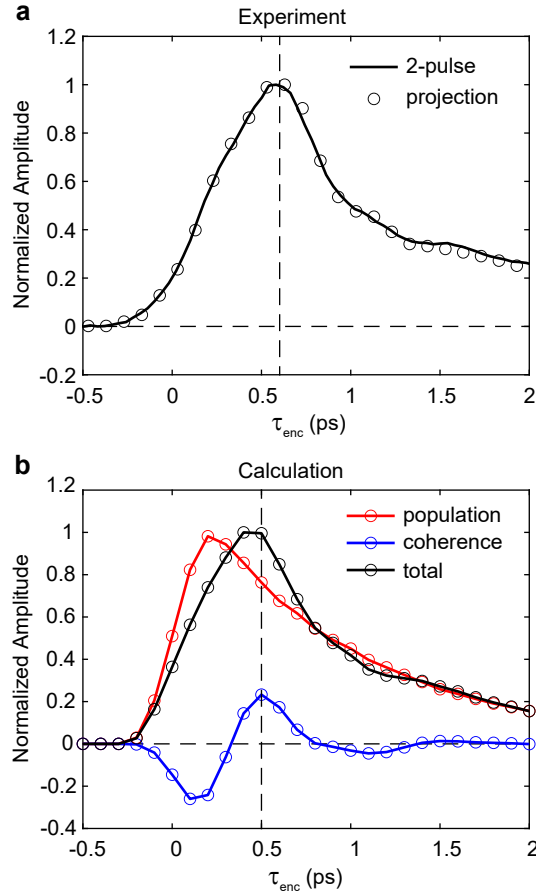 a
Experiment
1.2
1
0.8
0.6
0.4
0.2
0
-0.2
Normalized Amplitude
2-pulse
projection
-0.5
0
0.5
1
1.5
2
τenc (ps)
b
Calculation
1.2
1
0.8
0.6
0.4
0.2
0
-0.2
-0.4
Normalized Amplitude
population
coherence
total
-0.5
0
0.5
1
1.5
2
τenc (ps)